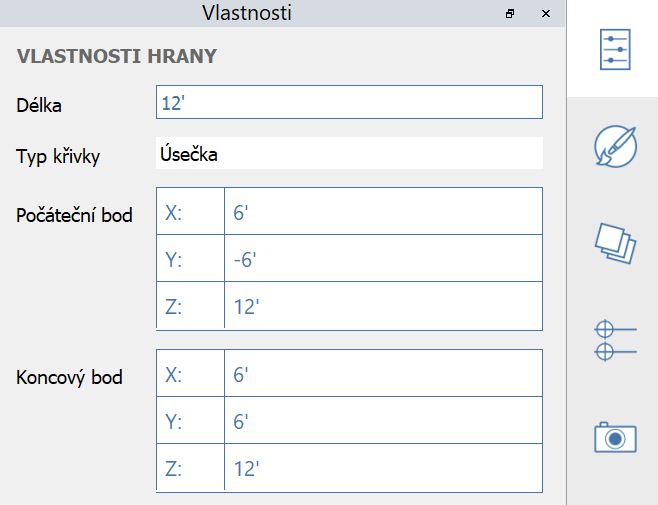 Vlastnosti
VLASTNOSTI HRANY
Délka 12'
Typ křivky Úsečka
Počáteční bod X: 6'
Y: -6'
Z: 12'
Koncový bod X: 6'
Y: 6'
Z: 12'